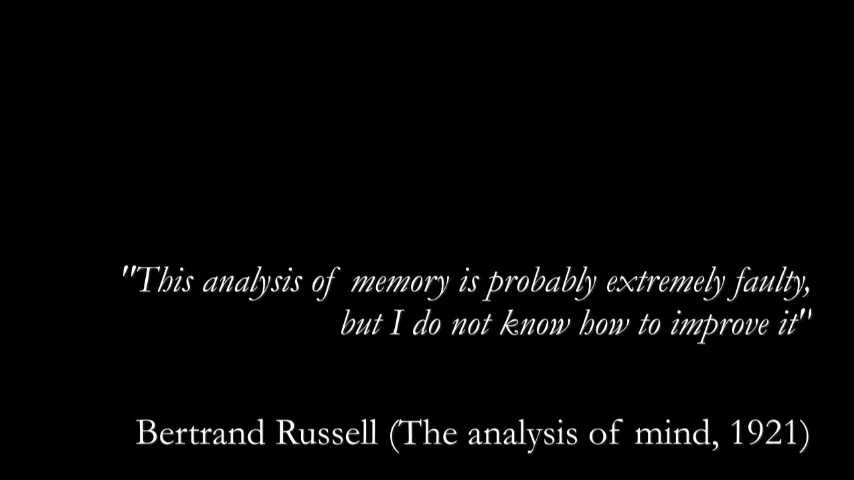 "This analysis of memory is probably extremely faulty,
but I do not know how to improve it"
Bertrand Russell (The analysis of mind, 1921)